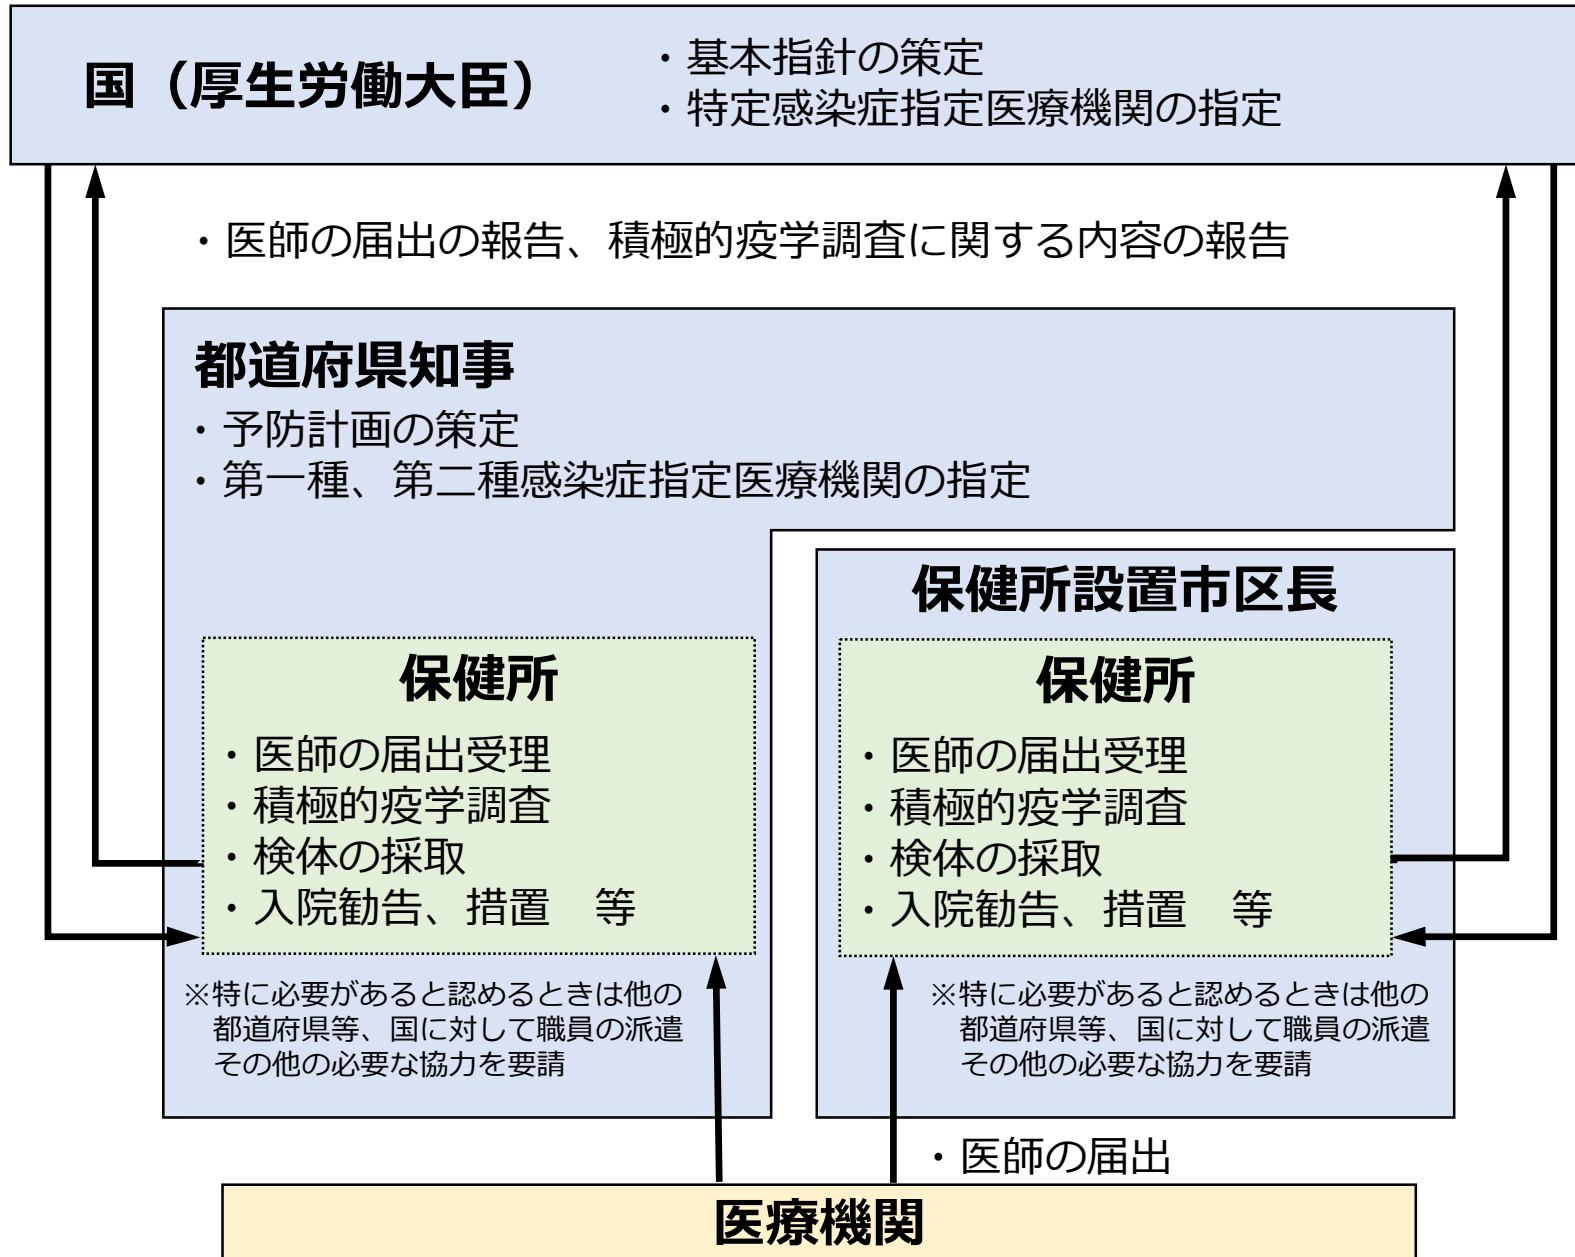 国（厚生労働大臣）
・基本指針の策定
・特定感染症指定医療機関の指定
・医師の届出の報告、積極的疫学調査に関する内容の報告
都道府県知事
・予防計画の策定
・第一種、第二種感染症指定医療機関の指定
保健所
・医師の届出受理
・積極的疫学調査
・検体の採取
・入院勧告、措置　等
※特に必要があると認めるときは他の
都道府県等、国に対して職員の派遣
その他の必要な協力を要請
保健所設置市区長
保健所
・医師の届出受理
・積極的疫学調査
・検体の採取
・入院勧告、措置　等
※特に必要があると認めるときは他の
都道府県等、国に対して職員の派遣
その他の必要な協力を要請
・医師の届出
医療機関